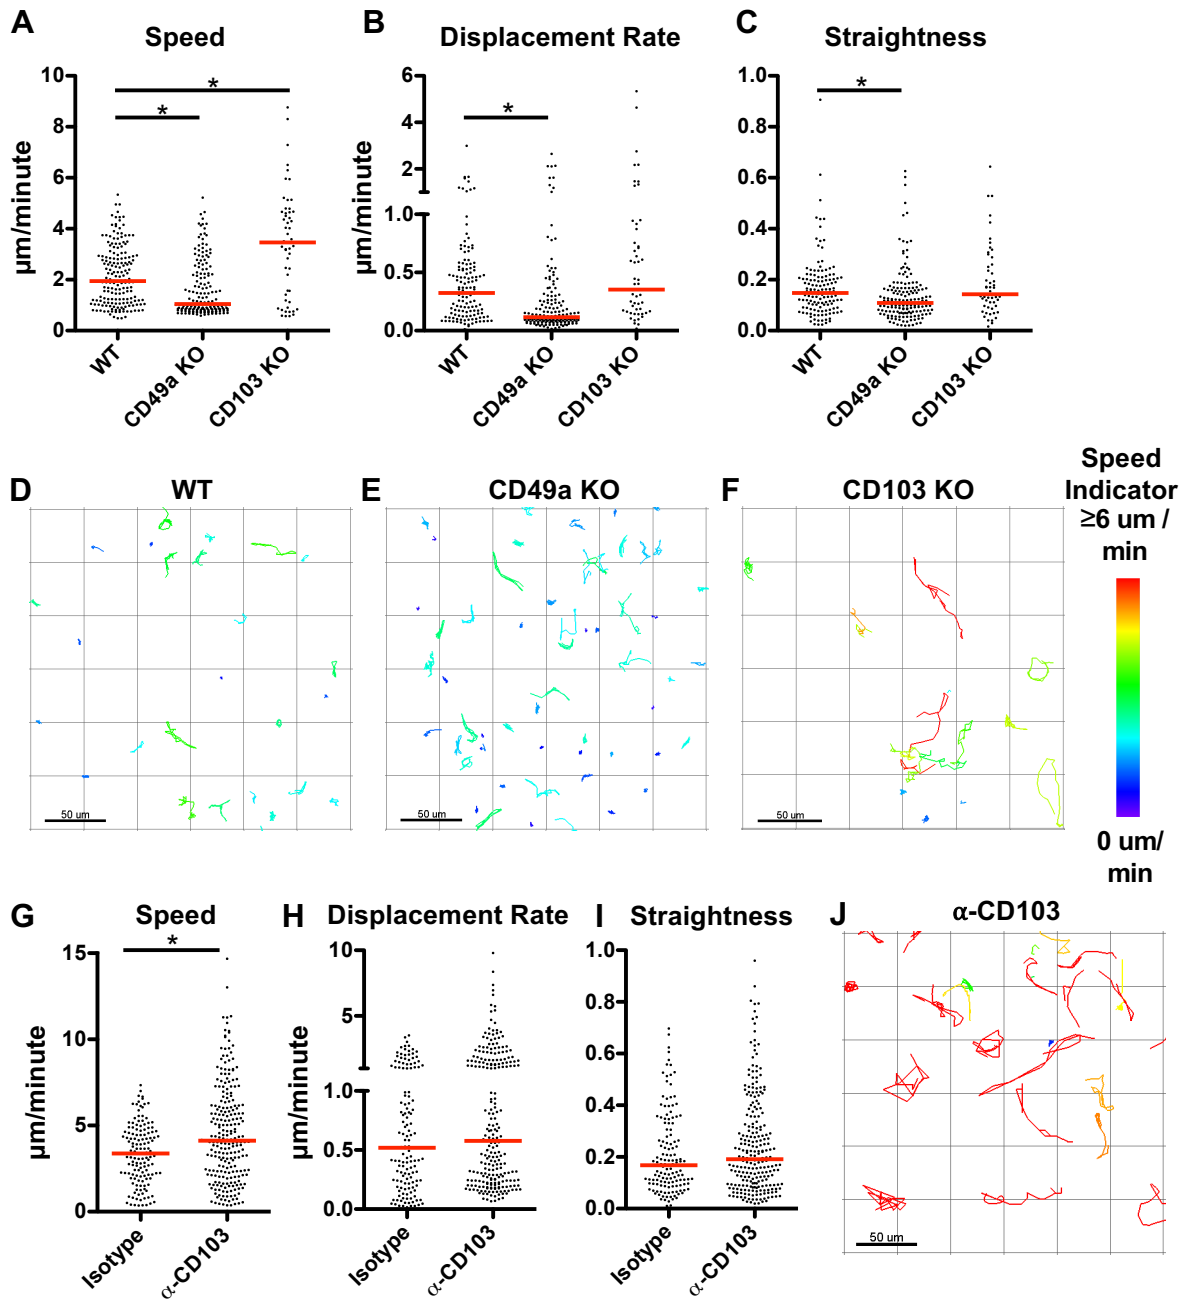 A
Speed
µm/minute
10
8
6
4
2
0
*
*
WT
CD49a KO
CD103 KO
B
Displacement Rate
µm/minute
6
4
2
1.0
0.5
0.0
*
WT
CD49a KO
CD103 KO
C
Straightness
1.0
0.8
0.6
0.4
0.2
0.0
*
WT
CD49a KO
CD103 KO
D
WT
50 um
E
CD49a KO
50 um
F
CD103 KO
50 um
Speed
Indicator
≥6 um /
min
0 um/
min
G
Speed
µm/minute
15
10
5
0
*
Isotype
α-CD103
H
Displacement Rate
10
5
1.0
0.5
0.0
Isotype
α-CD103
I
Straightness
1.0
0.8
0.6
0.4
0.2
0.0
Isotype
α-CD103
J
α-CD103
50 um